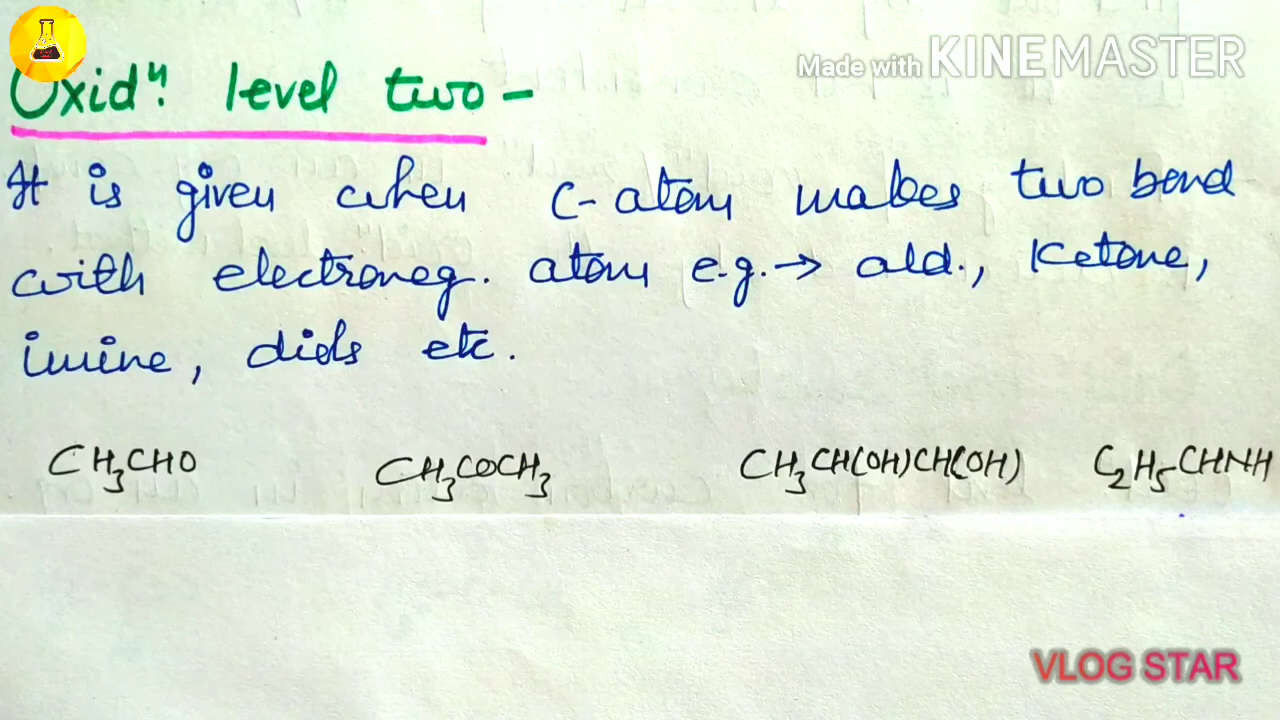 Made with KINEMASTER
Oxidⁿ. level two -
It is given when C-atom makes two bond
with electroneg. atom e.g. → ald., Ketone,
imine, diols etc.
CH₃CHO CH₃COCH₃ CH₃CH(OH)CH(OH) C₂H₅CHNH
VLOG STAR